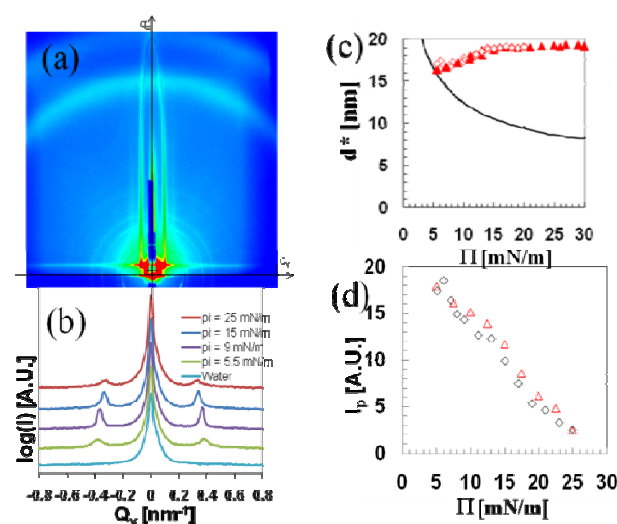 (a)
(b)
pi = 25 mN/m
pi = 15 mN/m
pi = 9 mN/m
pi = 5.5 mN/m
Water
log(I) [A.U.]
-0.8 -0.6 -0.4 -0.2 0 0.2 0.4 0.6 0.8
Qᵧ [nm⁻¹]
(c)
20
15
10
5
0
d* [nm]
0 5 10 15 20 25 30
Π [mN/m]
(d)
20
15
10
5
0
Iₚ [A.U.]
0 5 10 15 20 25 30
Π [mN/m]